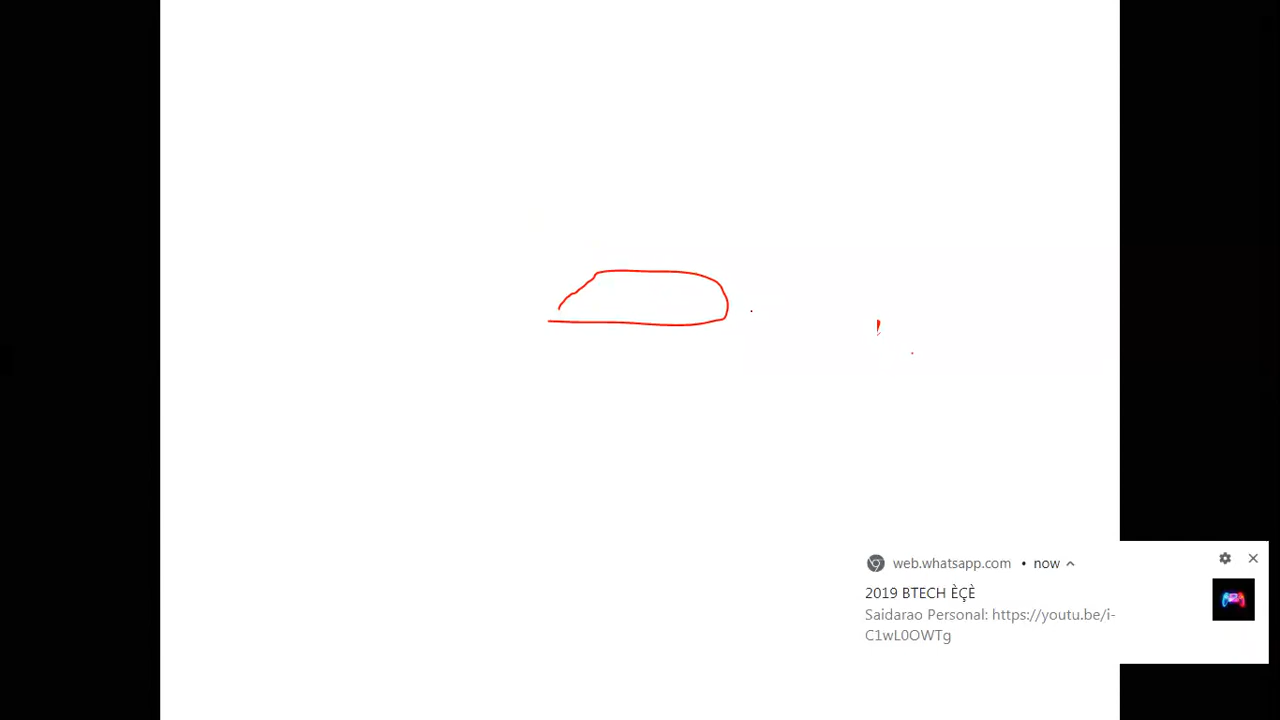 web.whatsapp.com • now
2019 BTECH ÈÇÈ
Saidarao Personal: https://youtu.be/i-
C1wL0OWTg